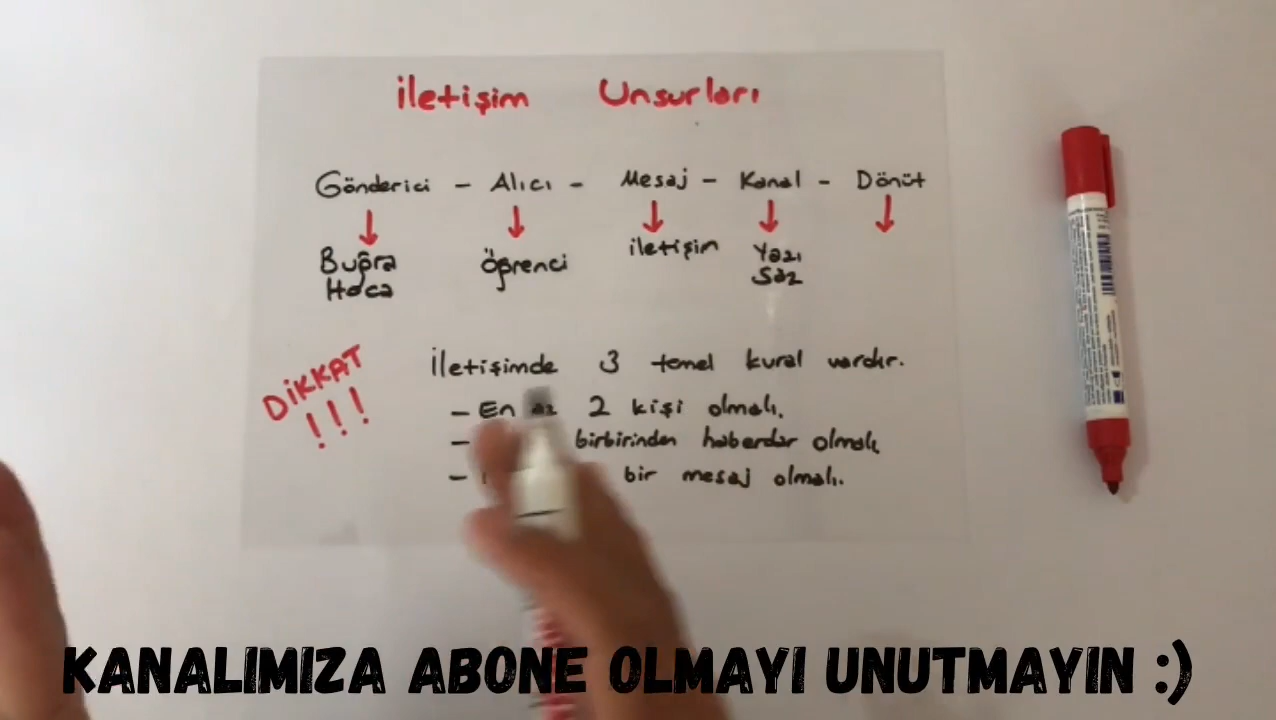 İletişim Unsurları
Gönderici - Alıcı - Mesaj - Kanal - Dönüt
Buğra Hoca
Öğrenci
iletişim
Yazı Söz
DİKKAT !!!
İletişimde 3 temel kural vardır.
- En az 2 kişi olmalı.
- birbirinden haberdar olmalı
- bir mesaj olmalı.
KANALIMIZA ABONE OLMAYI UNUTMAYIN :)